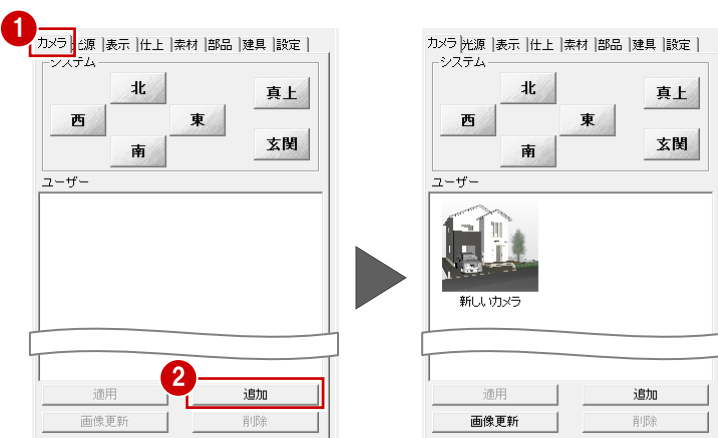 1
カメラ 光源 表示 仕上 素材 部品 建具 設定
システム
北
真上
西
東
玄関
南
ユーザー
2
適用
追加
画像更新
削除
カメラ 光源 表示 仕上 素材 部品 建具 設定
システム
北
真上
西
東
玄関
南
ユーザー
新しいカメラ
適用
追加
画像更新
削除